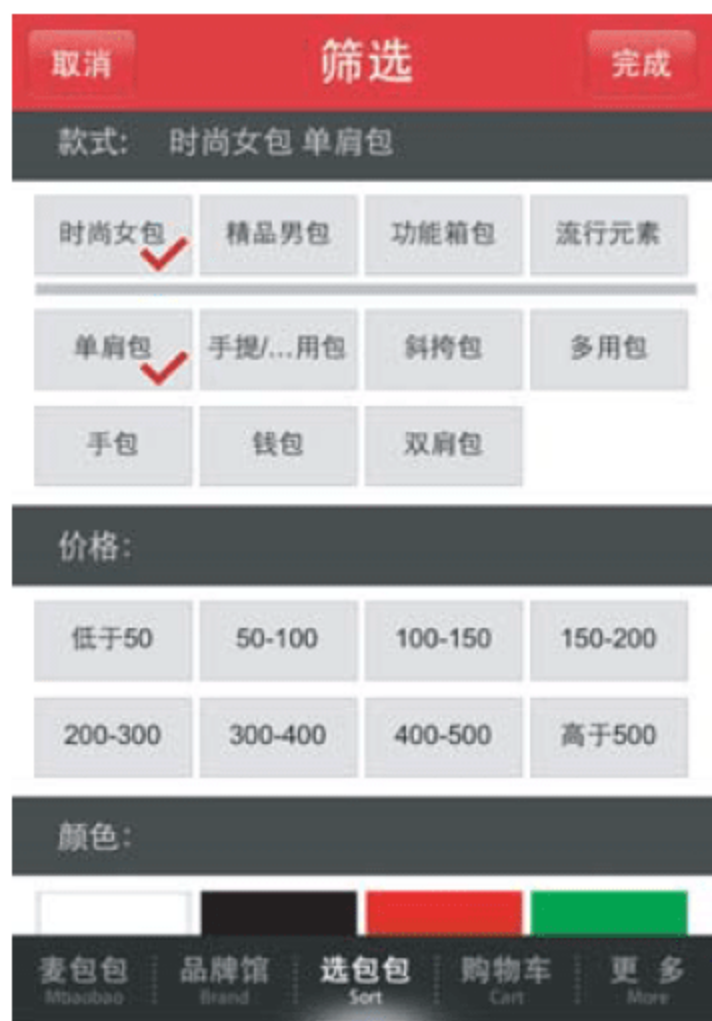 取消 筛选 完成
款式: 时尚女包 单肩包
时尚女包 精品男包 功能箱包 流行元素
单肩包 手提/...用包 斜挎包 多用包
手包 钱包 双肩包
价格:
低于50 50-100 100-150 150-200
200-300 300-400 400-500 高于500
颜色:
麦包包 品牌馆 选包包 购物车 更 多
Mbaobao Brand Sort Cart More